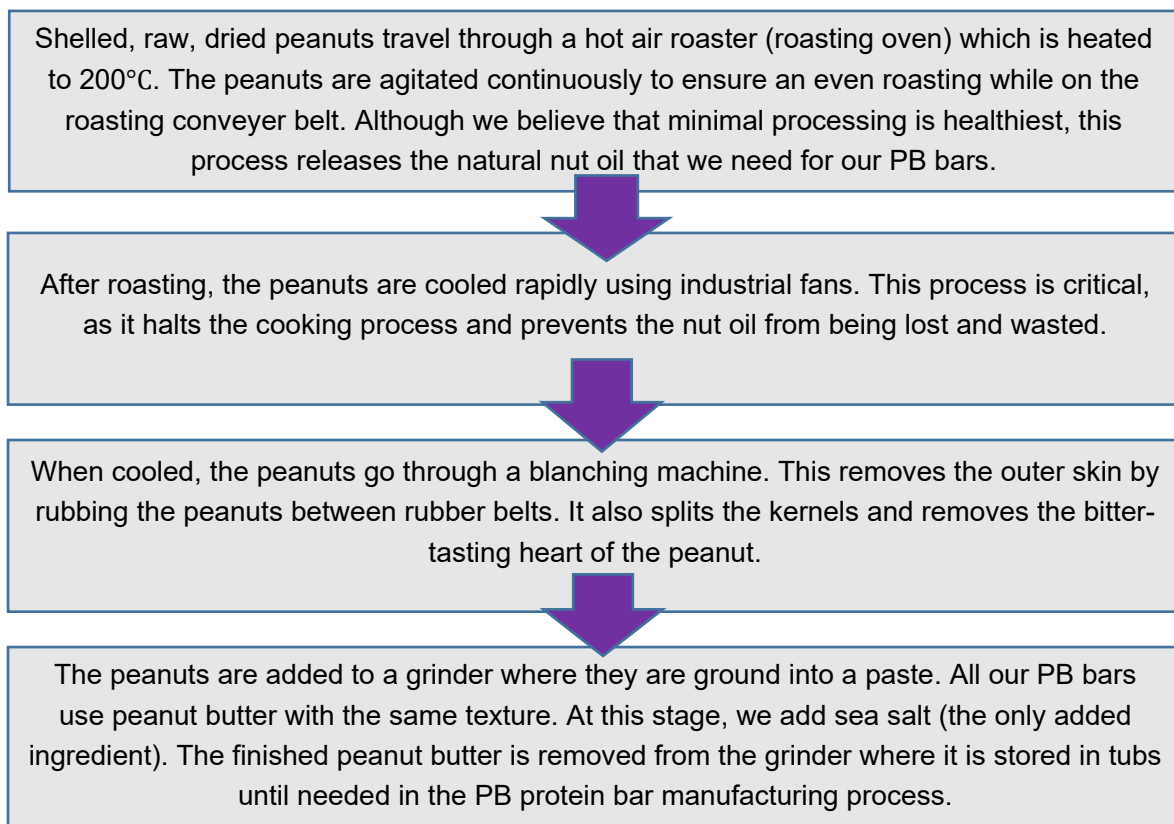 Shelled, raw, dried peanuts travel through a hot air roaster (roasting oven) which is heated
to 200°C. The peanuts are agitated continuously to ensure an even roasting while on the
roasting conveyer belt. Although we believe that minimal processing is healthiest, this
process releases the natural nut oil that we need for our PB bars.
After roasting, the peanuts are cooled rapidly using industrial fans. This process is critical,
as it halts the cooking process and prevents the nut oil from being lost and wasted.
When cooled, the peanuts go through a blanching machine. This removes the outer skin by
rubbing the peanuts between rubber belts. It also splits the kernels and removes the bitter-
tasting heart of the peanut.
The peanuts are added to a grinder where they are ground into a paste. All our PB bars
use peanut butter with the same texture. At this stage, we add sea salt (the only added
ingredient). The finished peanut butter is removed from the grinder where it is stored in tubs
until needed in the PB protein bar manufacturing process.